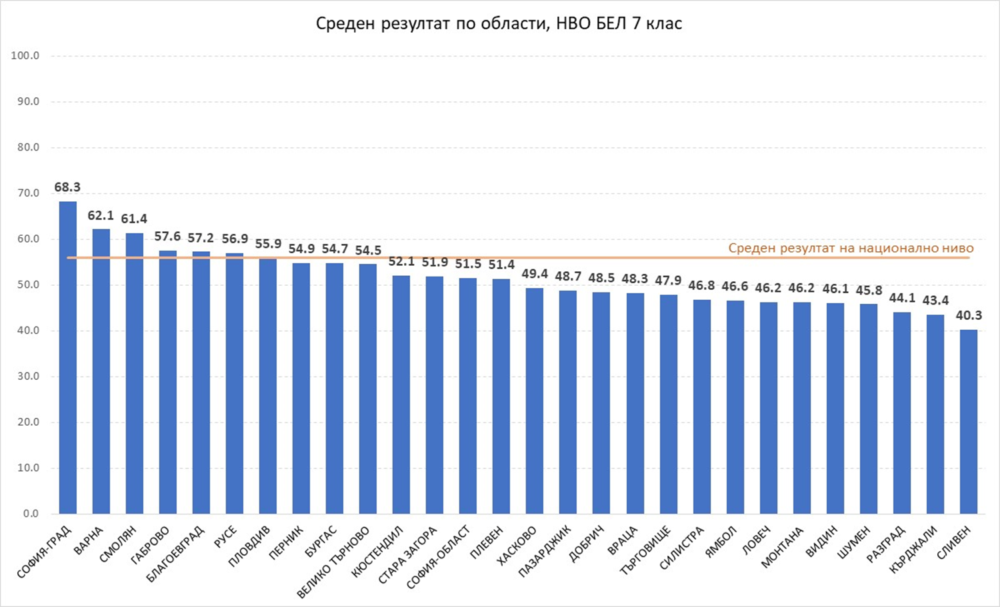 Среден резултат по области, НВО БЕЛ 7 клас
100.0
90.0
80.0
70.0
60.0
50.0
40.0
30.0
20.0
10.0
0.0
68.3
62.1
61.4
57.6
57.2
56.9
55.9
54.9
54.7
54.5
52.1
51.9
51.5
51.4
49.4
48.7
48.5
48.3
47.9
46.8
46.6
46.2
46.2
46.1
45.8
44.1
43.4
40.3
Среден резултат на национално ниво
СОФИЯ-ГРАД
ВАРНА
СМОЛЯН
ГАБРОВО
БЛАГОЕВГРАД
РУСЕ
ПЛОВДИВ
ПЕРНИК
БУРГАС
ВЕЛИКО ТЪРНОВО
КЮСТЕНДИЛ
СТАРА ЗАГОРА
СОФИЯ-ОБЛАСТ
ПЛЕВЕН
ХАСКОВО
ПАЗАРДЖИК
ДОБРИЧ
ВРАЦА
ТЪРГОВИЩЕ
СИЛИСТРА
ЯМБОЛ
ЛОВЕЧ
МОНТАНА
ВИДИН
ШУМЕН
РАЗГРАД
КЪРДЖАЛИ
СЛИВЕН